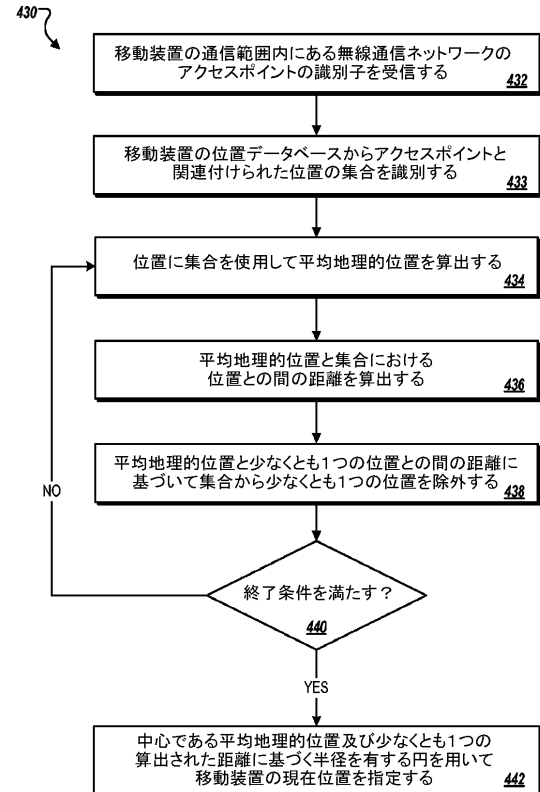 430
移動装置の通信範囲内にある無線通信ネットワークの
アクセスポイントの識別子を受信する
432
移動装置の位置データベースからアクセスポイントと
関連付けられた位置の集合を識別する
433
位置に集合を使用して平均地理的位置を算出する
434
平均地理的位置と集合における
位置との間の距離を算出する
436
平均地理的位置と少なくとも1つの位置との間の距離に
基づいて集合から少なくとも1つの位置を除外する
438
NO
終了条件を満たす？
440
YES
中心である平均地理的位置及び少なくとも1つの
算出された距離に基づく半径を有する円を用いて
移動装置の現在位置を指定する
442